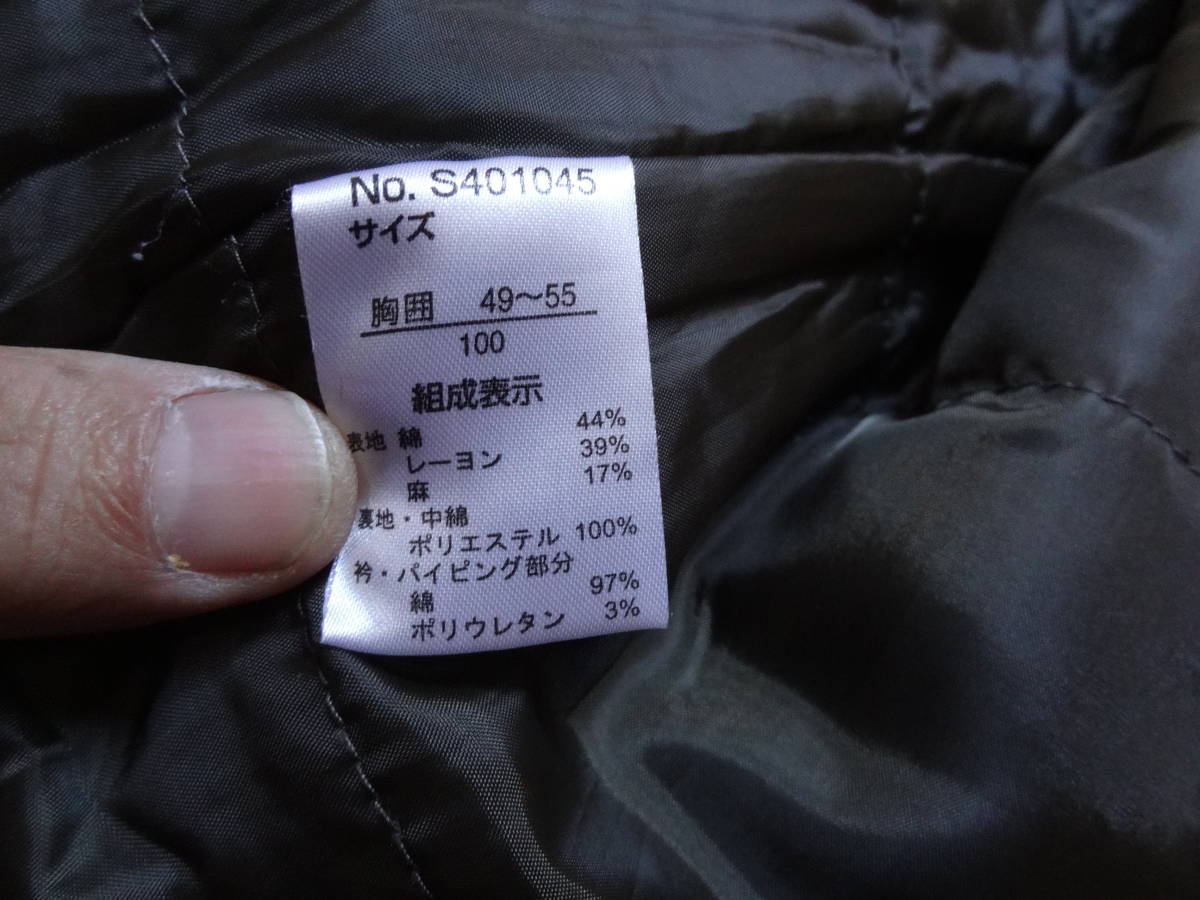 No. S401045
サイズ
胸囲 49〜55
100
組成表示
表地 綿 44%
レーヨン 39%
麻 17%
裏地・中綿
ポリエステル 100%
衿・パイピング部分
綿 97%
ポリウレタン 3%